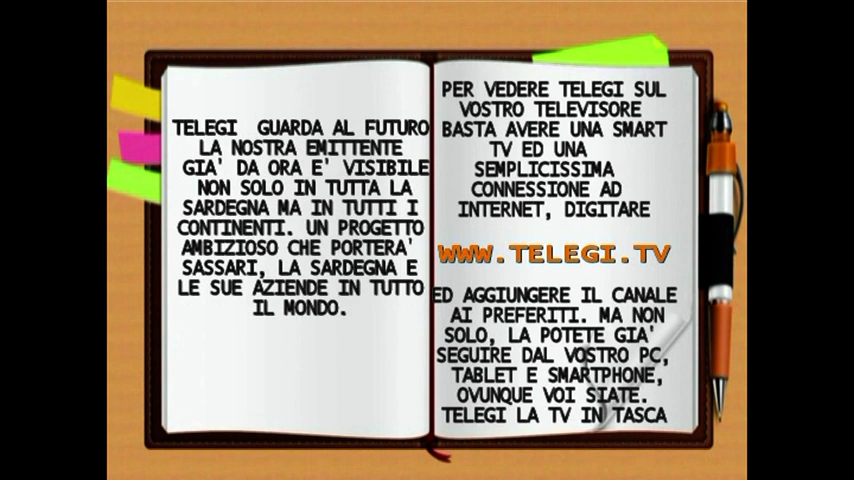 TELEGI GUARDA AL FUTURO
LA NOSTRA EMITTENTE
GIA' DA ORA E' VISIBILE
NON SOLO IN TUTTA LA
SARDEGNA MA IN TUTTI I
CONTINENTI. UN PROGETTO
AMBIZIOSO CHE PORTERA'
SASSARI, LA SARDEGNA E
LE SUE AZIENDE IN TUTTO
IL MONDO.
PER VEDERE TELEGI SUL
VOSTRO TELEVISORE
BASTA AVERE UNA SMART
TV ED UNA
SEMPLICISSIMA
CONNESSIONE AD
INTERNET, DIGITARE
WWW.TELEGI.TV
ED AGGIUNGERE IL CANALE
AI PREFERITI. MA NON
SOLO, LA POTETE GIA'
SEGUIRE DAL VOSTRO PC,
TABLET E SMARTPHONE,
OVUNQUE VOI SIATE.
TELEGI LA TV IN TASCA